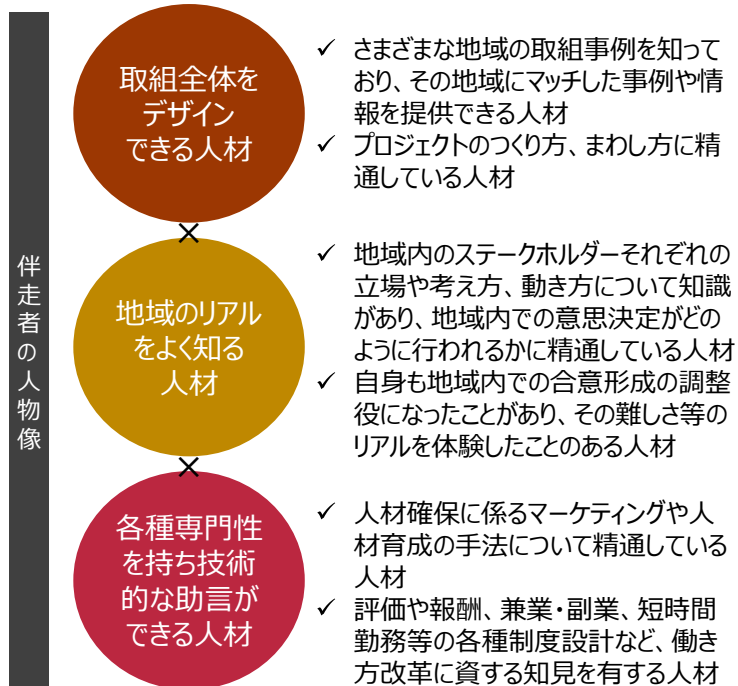 伴走者の人物像
取組全体を
デザイン
できる人材
✓ さまざまな地域の取組事例を知って
おり、その地域にマッチした事例や情
報を提供できる人材
✓ プロジェクトのつくり方、まわし方に精
通している人材
×
地域のリアル
をよく知る
人材
✓ 地域内のステークホルダーそれぞれの
立場や考え方、動き方について知識
があり、地域内での意思決定がどの
ように行われるかに精通している人材
✓ 自身も地域内での合意形成の調整
役になったことがあり、その難しさ等の
リアルを体験したことのある人材
×
各種専門性
を持ち技術
的な助言が
できる人材
✓ 人材確保に係るマーケティングや人
材育成の手法について精通している
人材
✓ 評価や報酬、兼業・副業、短時間
勤務等の各種制度設計など、働き
方改革に資する知見を有する人材